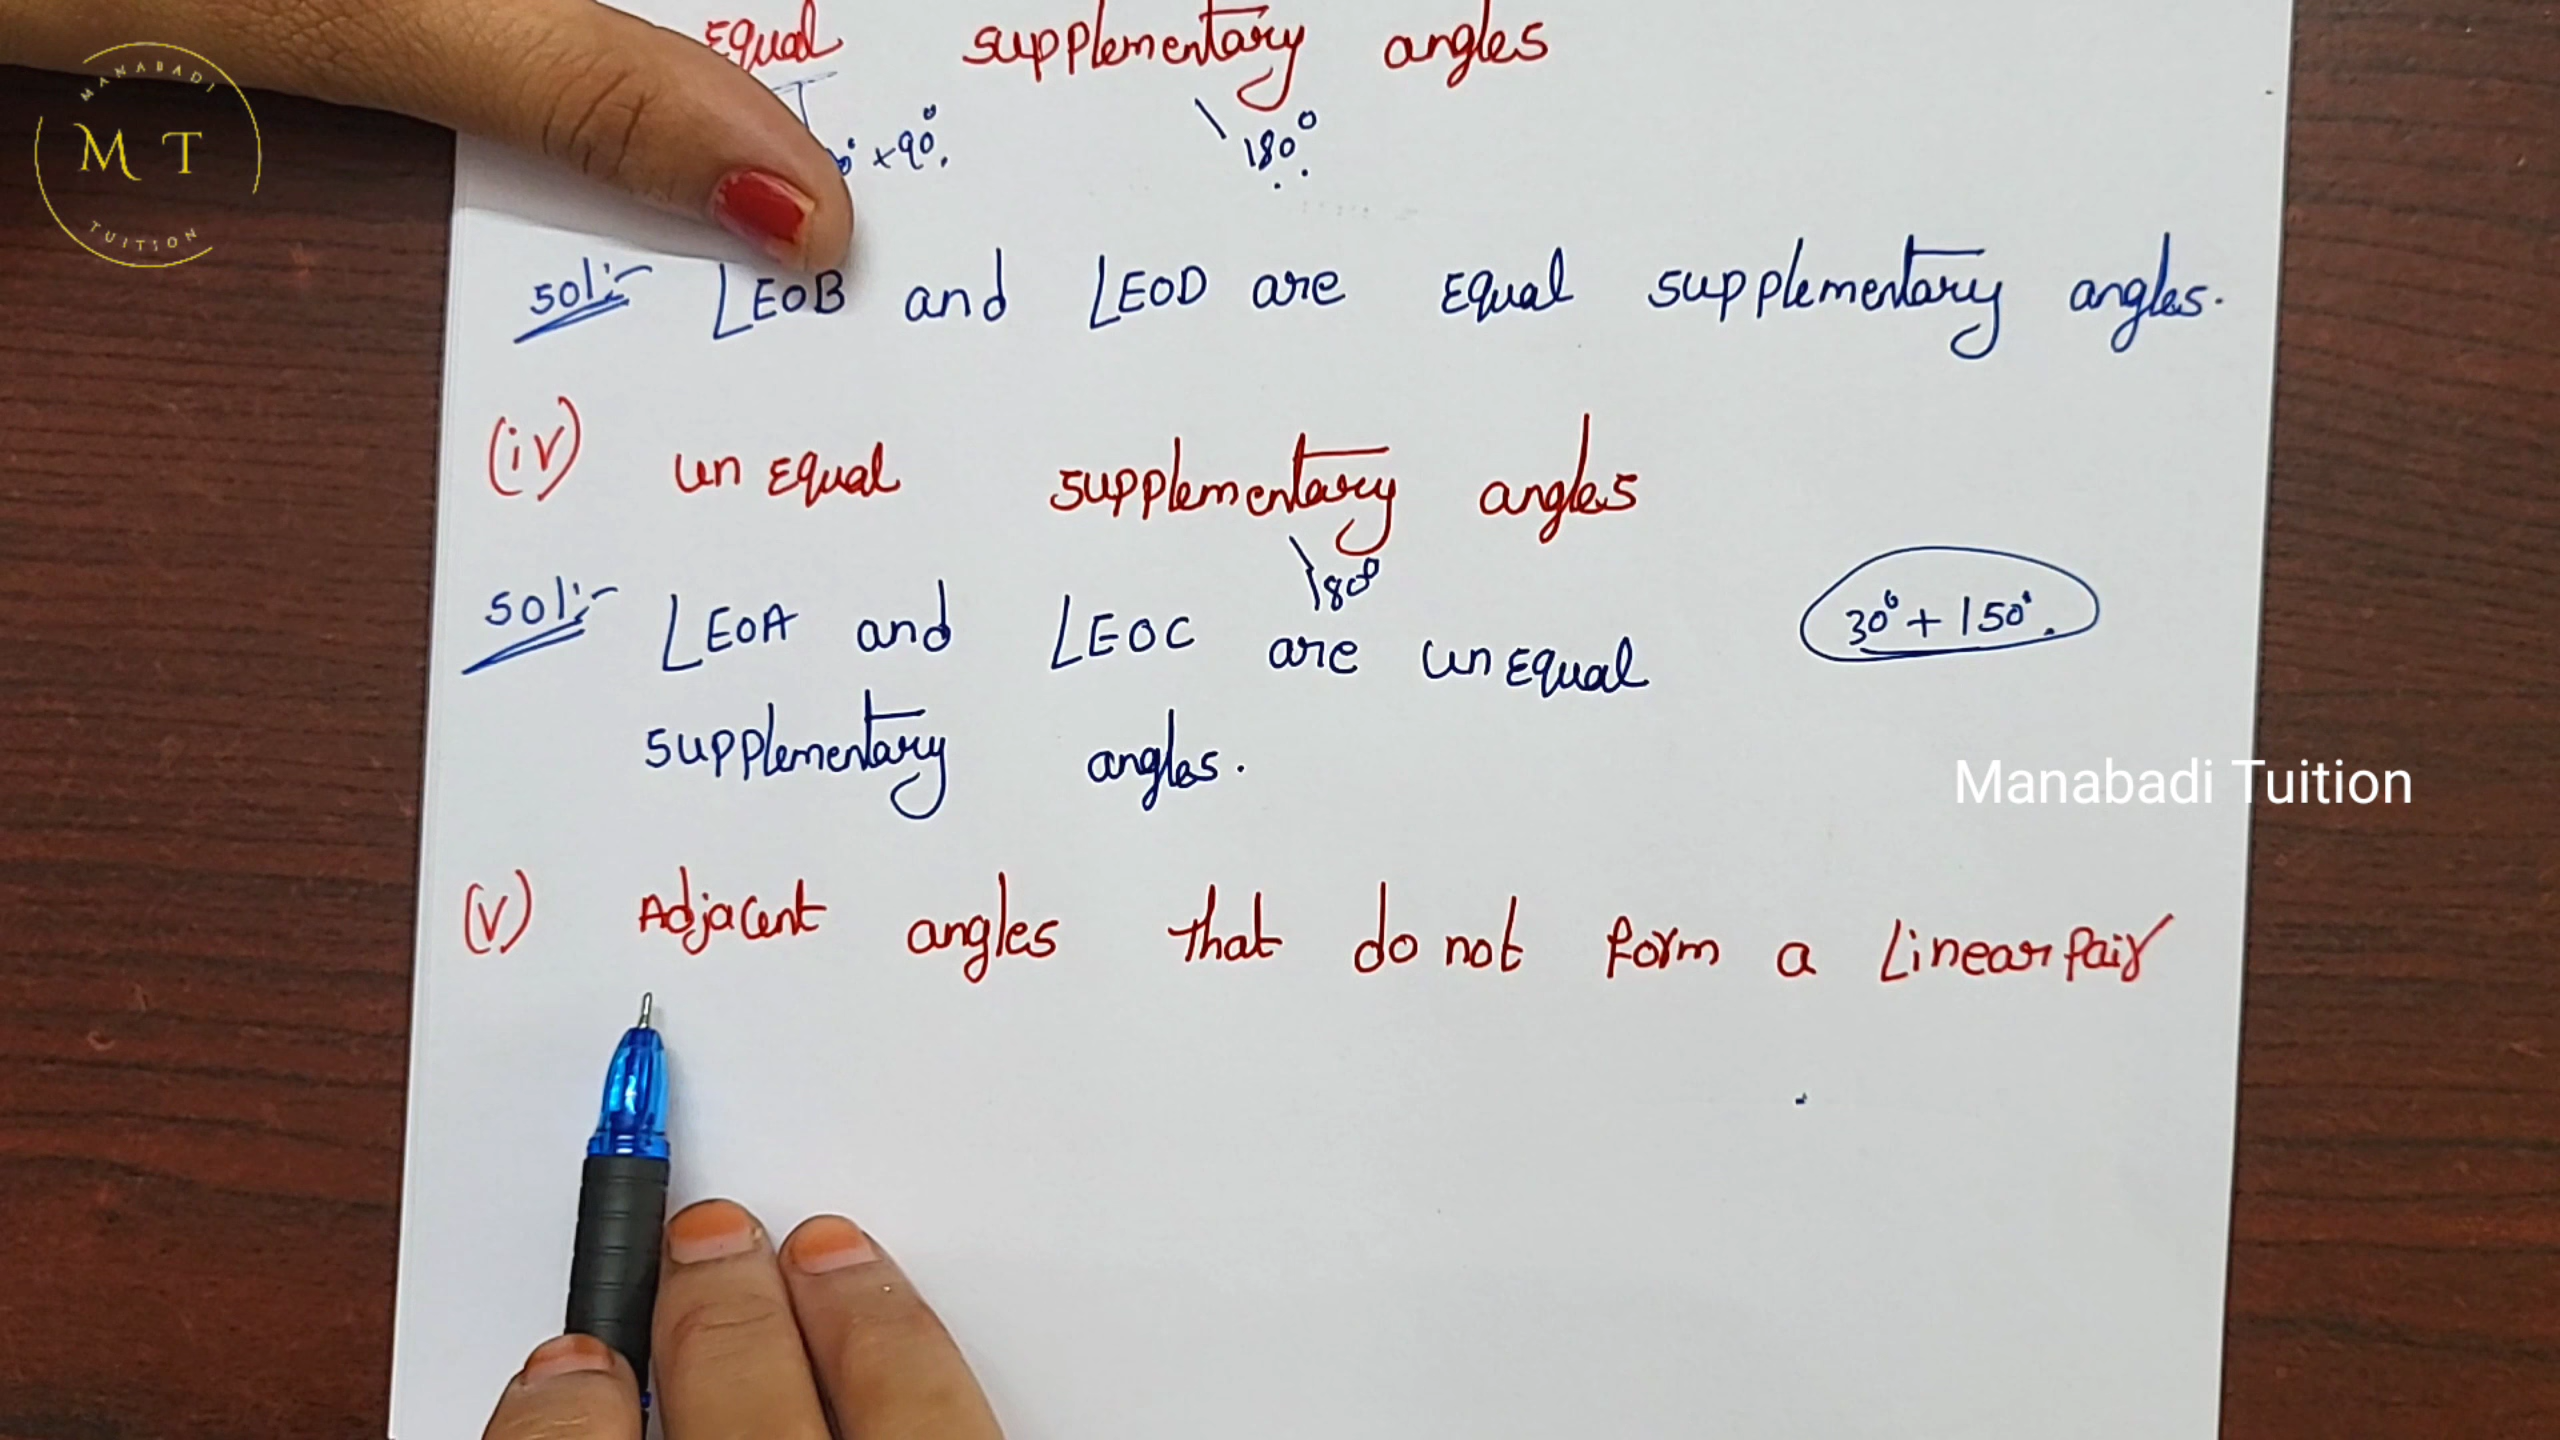 Equal supplementary angles
× 90°.
180°
Sol:- ∠EOB and ∠EOD are Equal supplementary angles.
(iv) un Equal supplementary angles
180°
Sol:- ∠EOA and ∠EOC are un Equal
supplementary angles.
30° + 150°.
(v) Adjacent angles that do not form a Linear pair
MANABADI
MT
TUITION
Manabadi Tuition